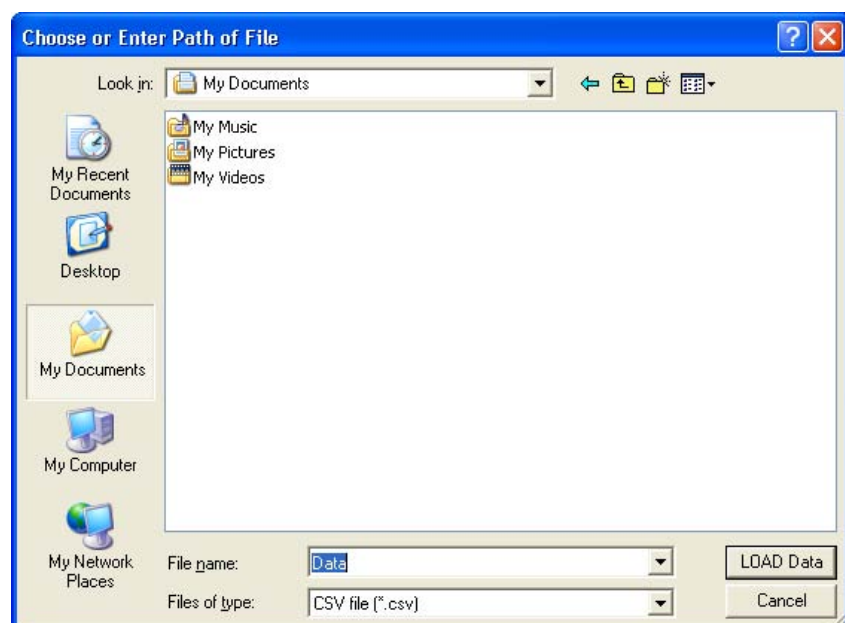 Choose or Enter Path of File
Look in: My Documents
My Recent
Documents
Desktop
My Documents
My Computer
My Network
Places
My Music
My Pictures
My Videos
File name: Data LOAD Data
Files of type: CSV file (*.csv) Cancel